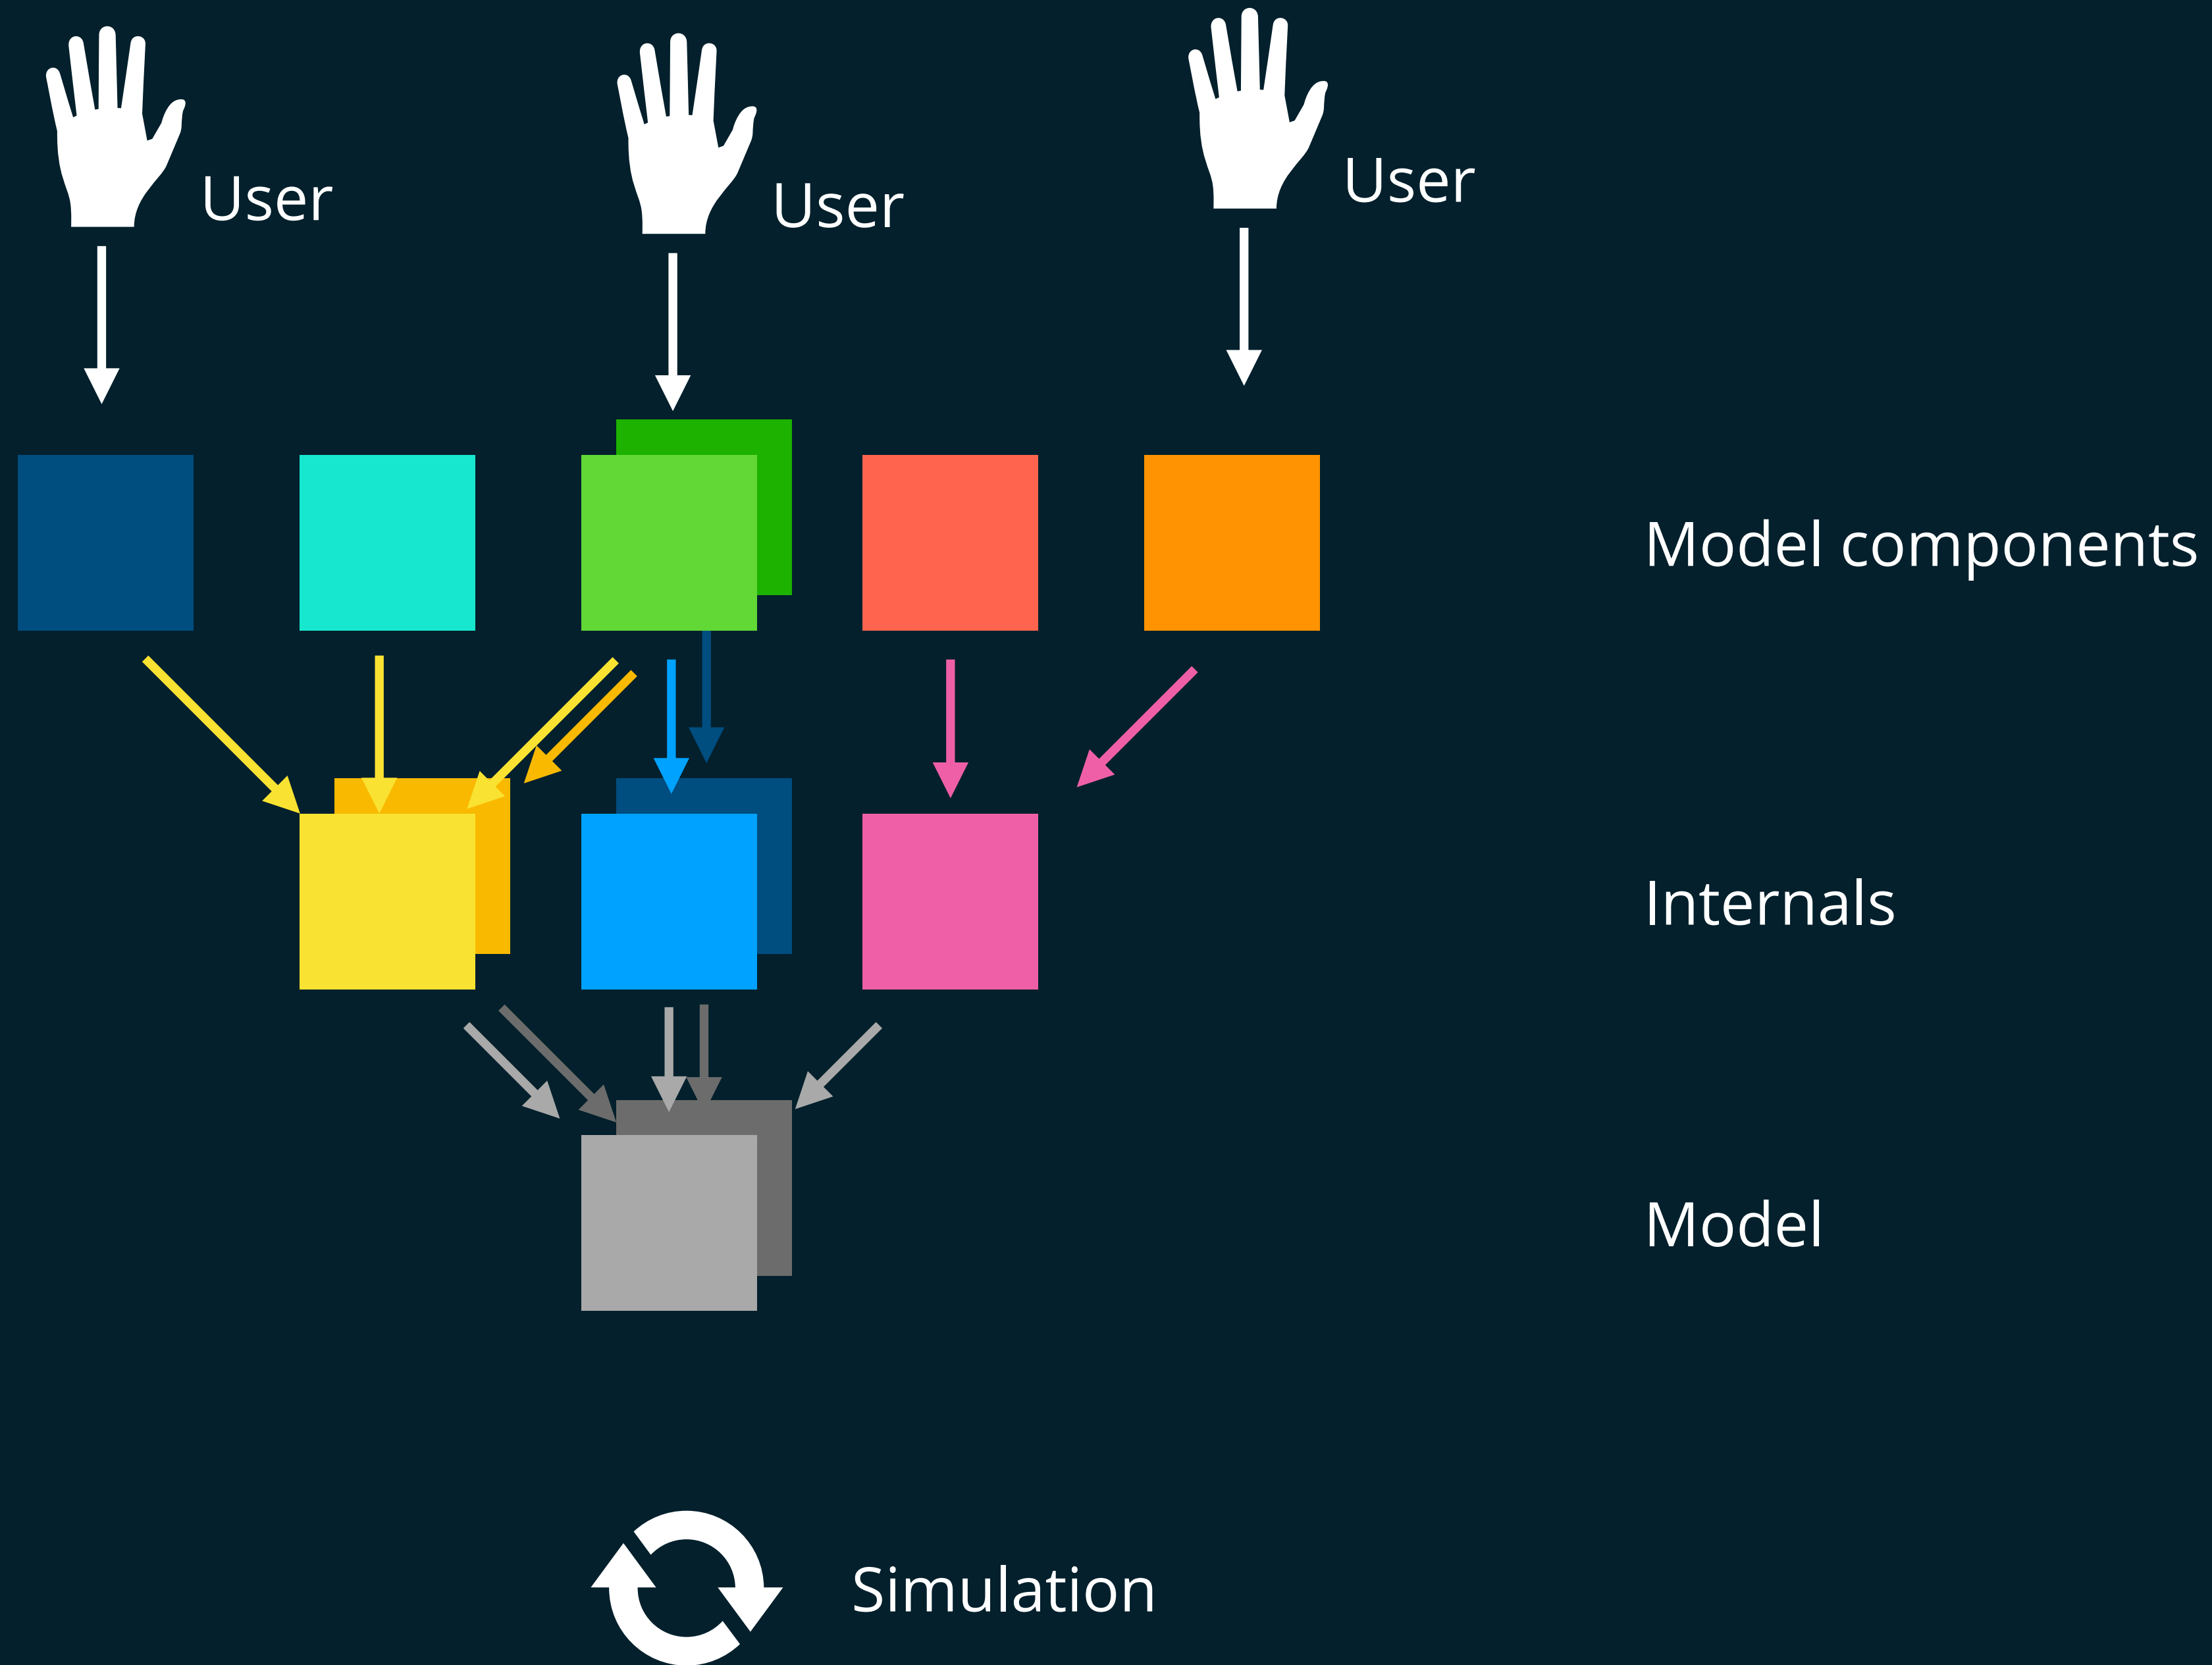 User
User
User
Model components
Internals
Model
Simulation